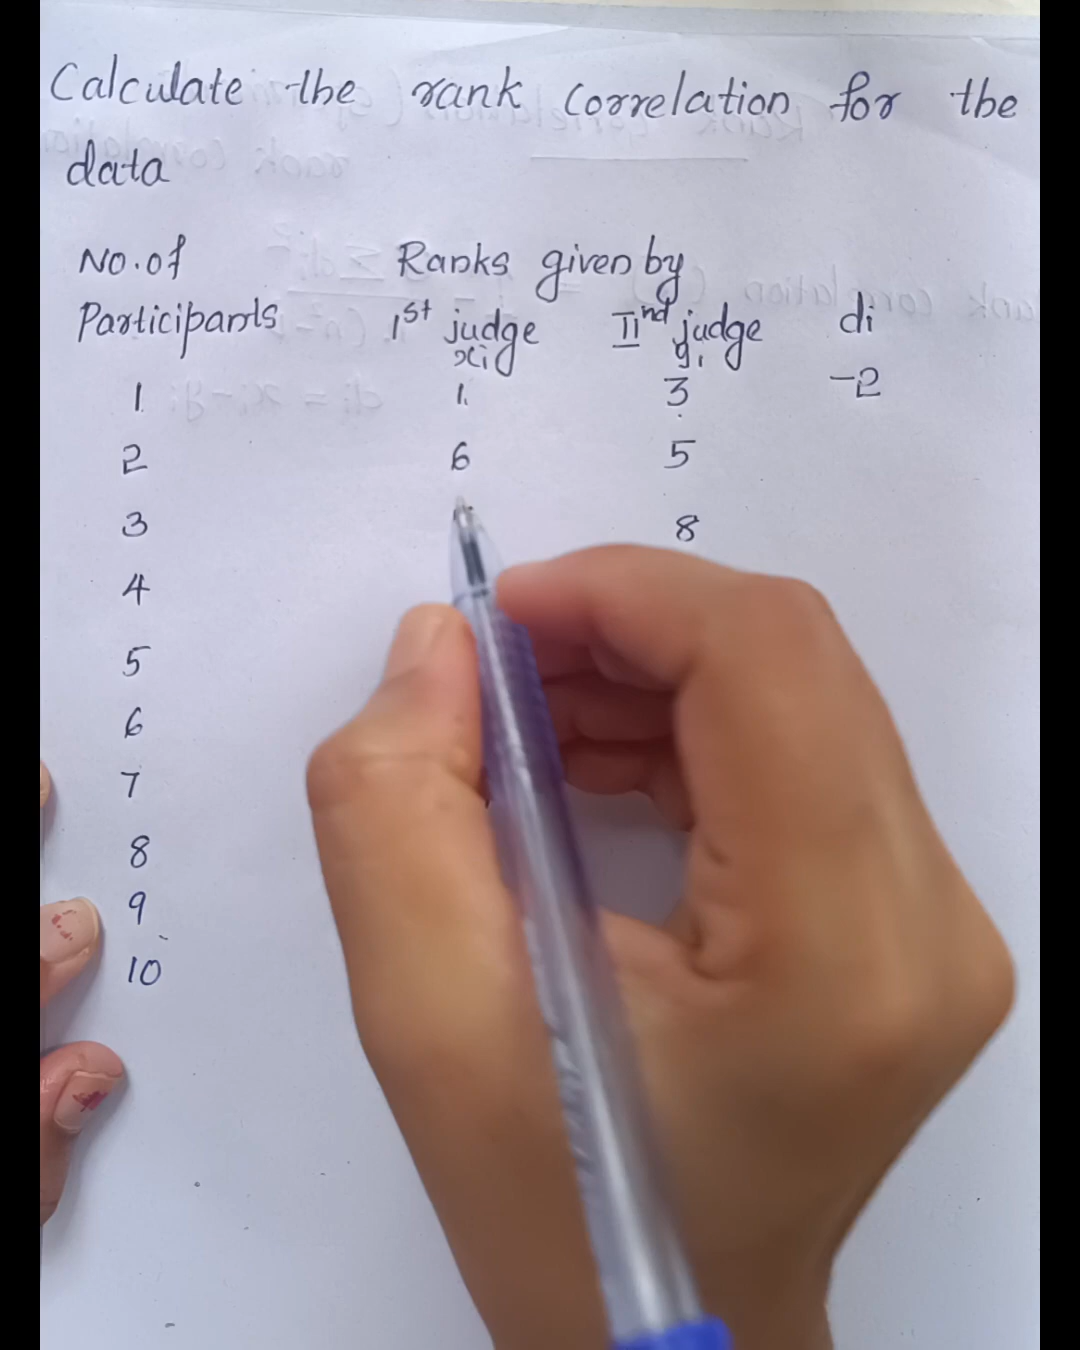 Calculate the rank correlation for the
data
No. of Ranks given by
Participants 1st judge IInd judge di
xi yi
1 1 3 -2
2 6 5
3 8
4
5
6
7
8
9
10